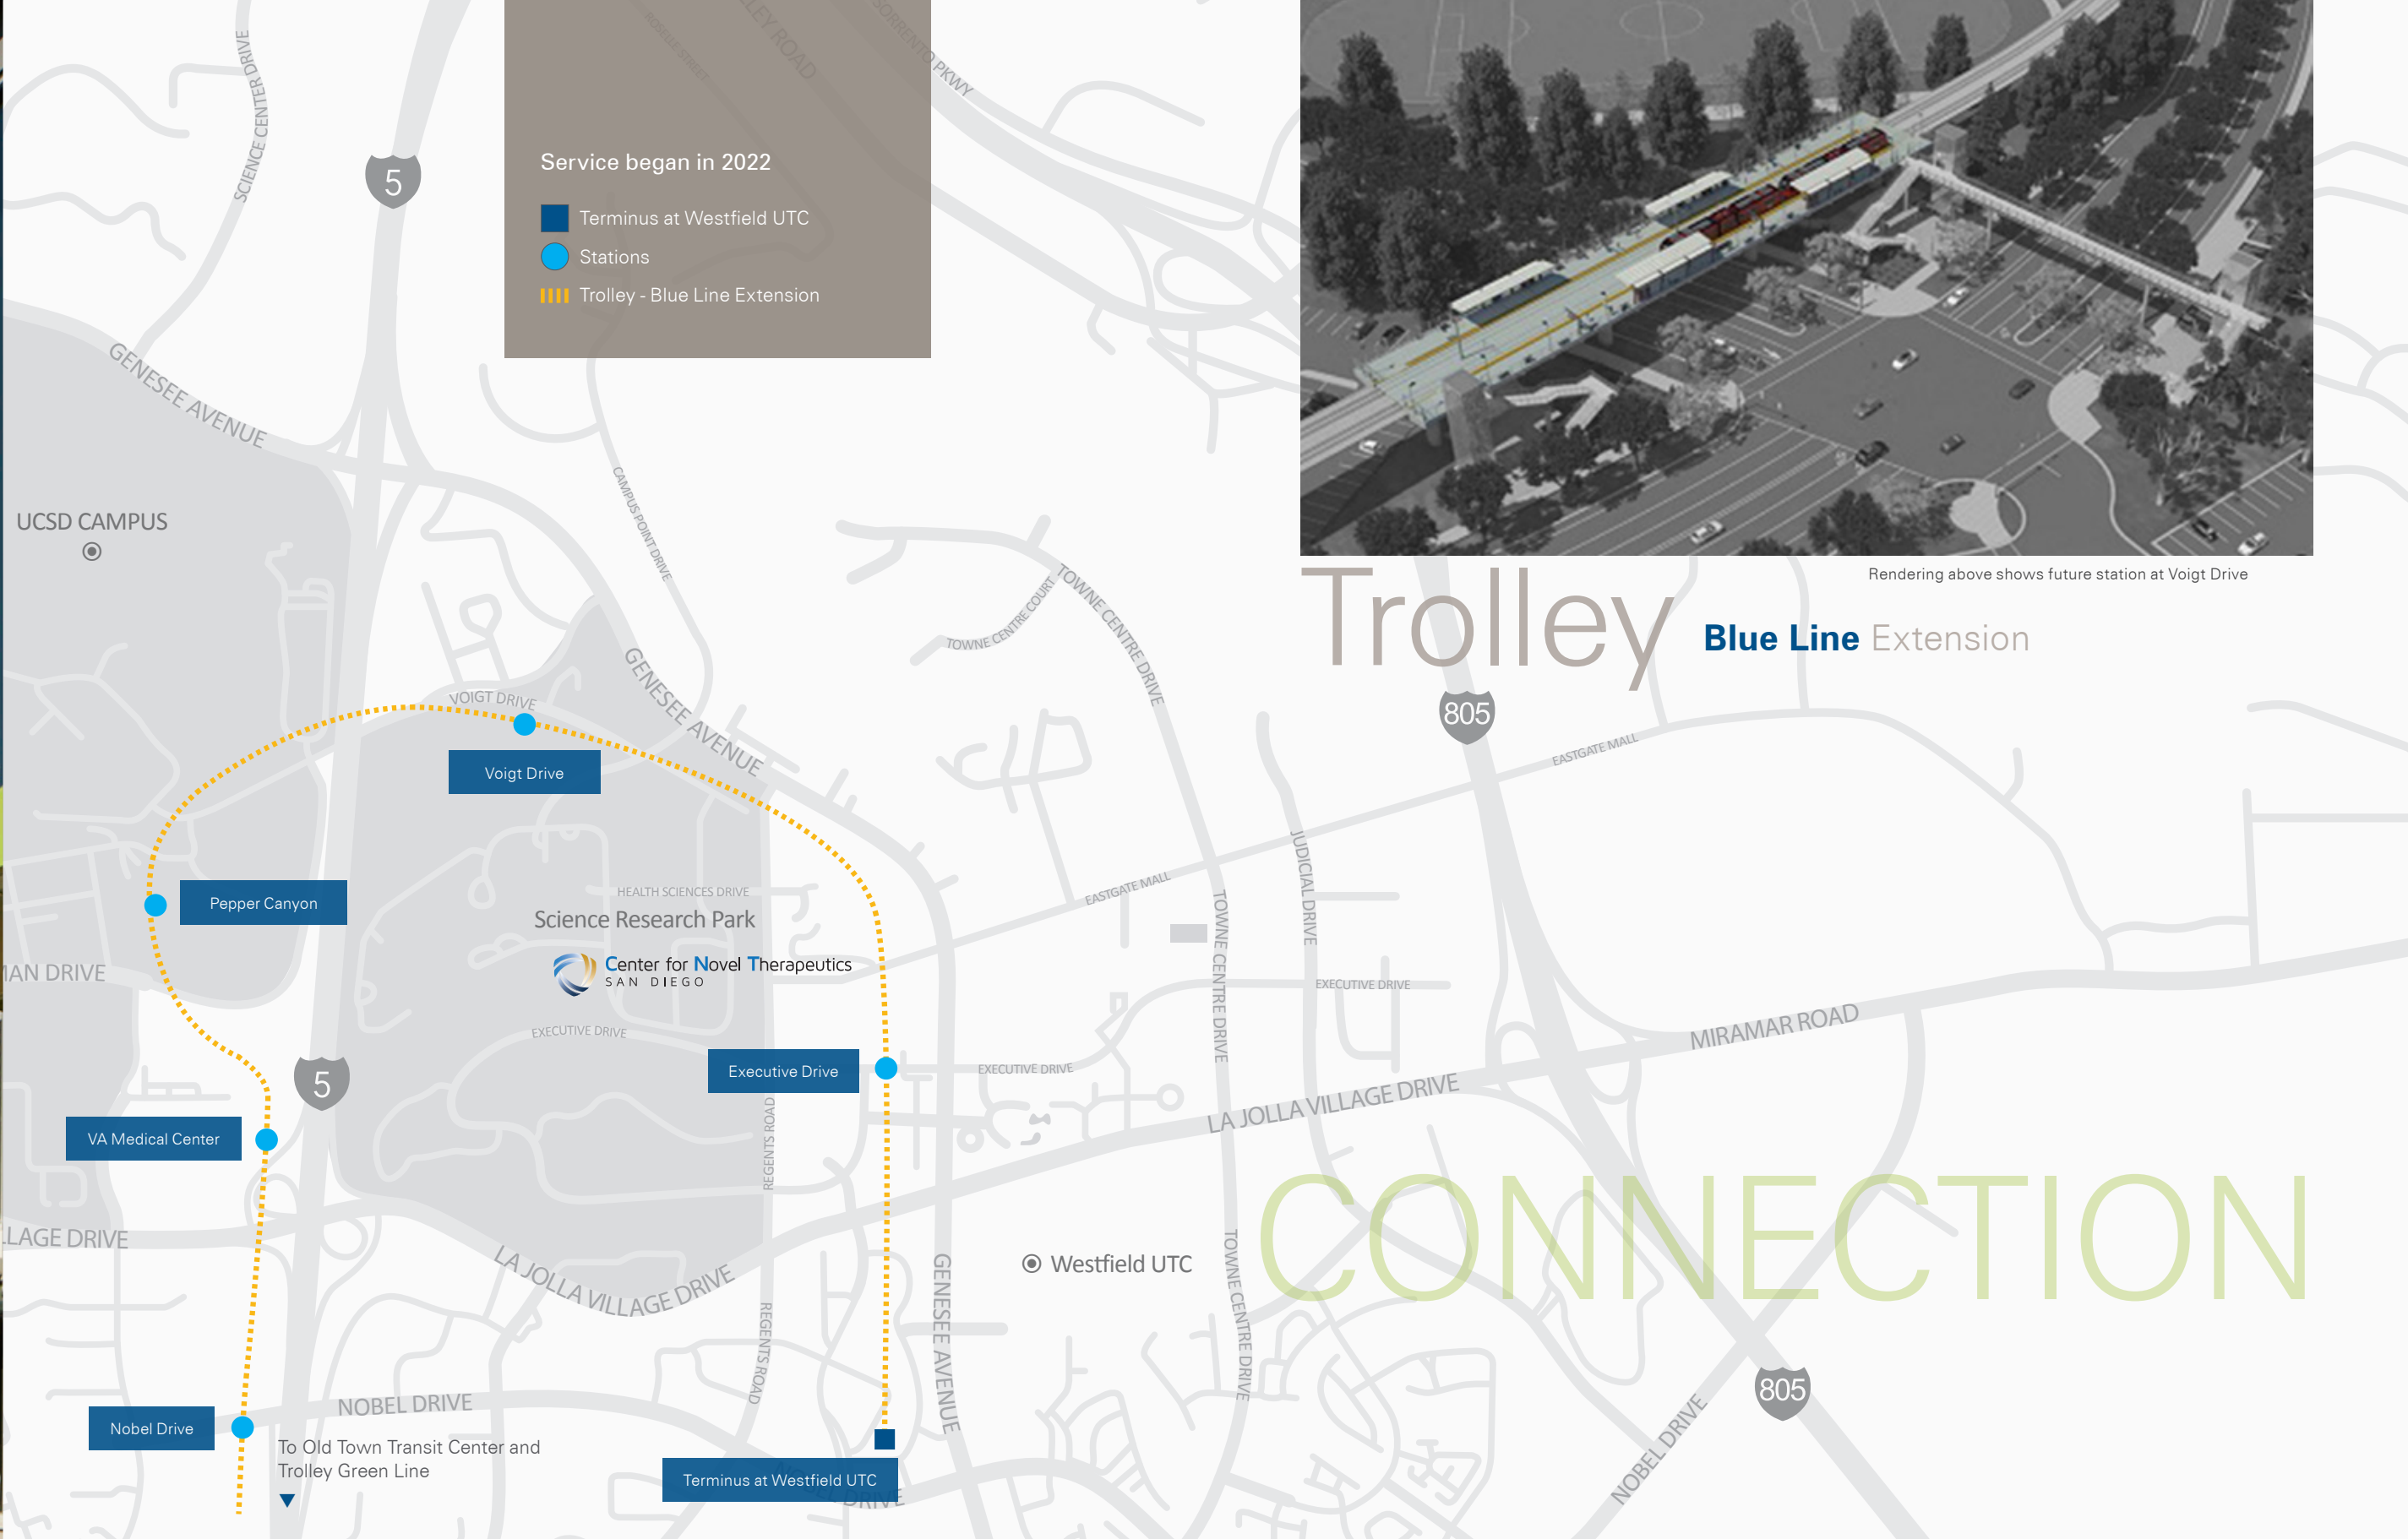 SCIENCE CENTER DRIVE
ROSELLE STREET
SORRENTO PKWY
5
Service began in 2022
Terminus at Westfield UTC
Stations
Trolley - Blue Line Extension
GENESEE AVENUE
UCSD CAMPUS
CAMPUS POINT DRIVE
TOWNE CENTRE COURT
TOWNE CENTRE DRIVE
Rendering above shows future station at Voigt Drive
Trolley Blue Line Extension
805
VOIGT DRIVE
GENESEE AVENUE
Voigt Drive
EASTGATE MALL
JUDICIAL DRIVE
Pepper Canyon
HEALTH SCIENCES DRIVE
Science Research Park
EASTGATE MALL
TOWNE CENTRE DRIVE
Center for Novel Therapeutics
SAN DIEGO
DRIVE
EXECUTIVE DRIVE
EXECUTIVE DRIVE
MIRAMAR ROAD
5
Executive Drive
EXECUTIVE DRIVE
LA JOLLA VILLAGE DRIVE
VA Medical Center
REGENTS ROAD
CONNECTION
DRIVE
LA JOLLA VILLAGE DRIVE
GENESEE AVENUE
Westfield UTC
TOWNE CENTRE DRIVE
REGENTS ROAD
805
NOBEL DRIVE
Nobel Drive
To Old Town Transit Center and
Trolley Green Line
Terminus at Westfield UTC
DRIVE
NOBEL DRIVE